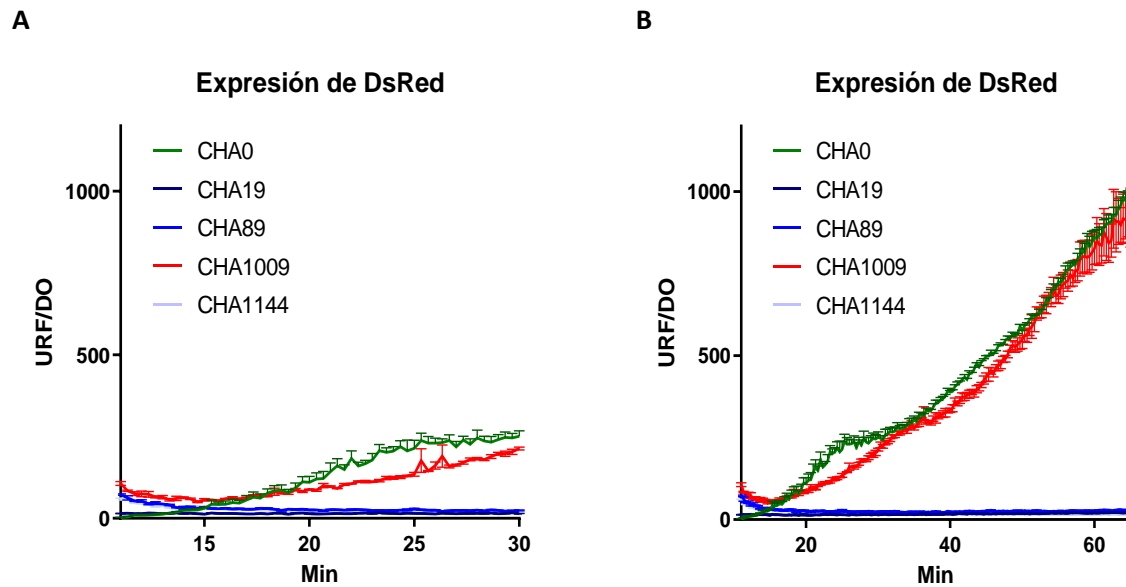 A
Expresión de DsRed
CHA0
CHA19
CHA89
CHA1009
CHA1144
1000
500
0
URF/DO
15
20
25
30
Min
B
Expresión de DsRed
CHA0
CHA19
CHA89
CHA1009
CHA1144
1000
500
0
URF/DO
20
40
60
Min